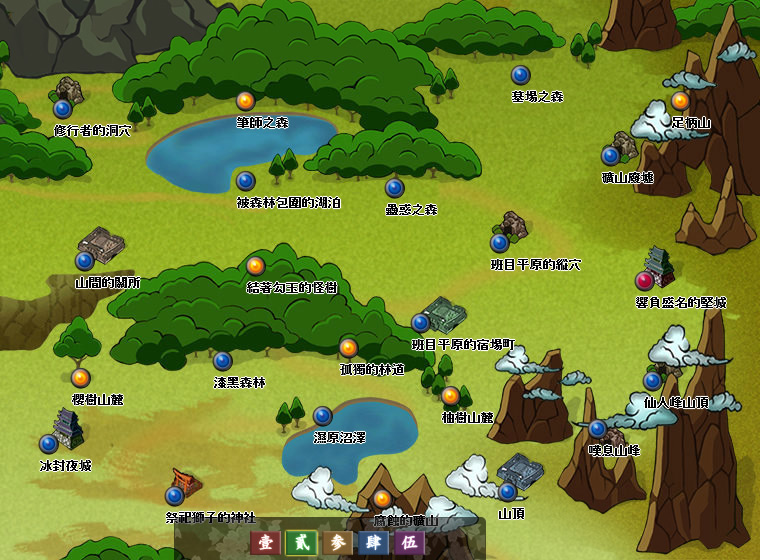 墓場之森
足柄山
筆師之森
修行者的洞穴
礦山廢墟
被森林包圍的湖泊
蠱惑之森
班目平原的縱穴
山間的關所
結著勾玉的怪樹
譽負盛名的堅城
班目平原的宿場町
孤獨的林道
漆黑森林
櫻樹山麓
柚樹山麓
仙人峰山頂
濕原沼澤
嘆息山峰
冰封夜城
祭祀獅子的神社
腐蝕的礦山
山頂
壹 貳 參 肆 伍